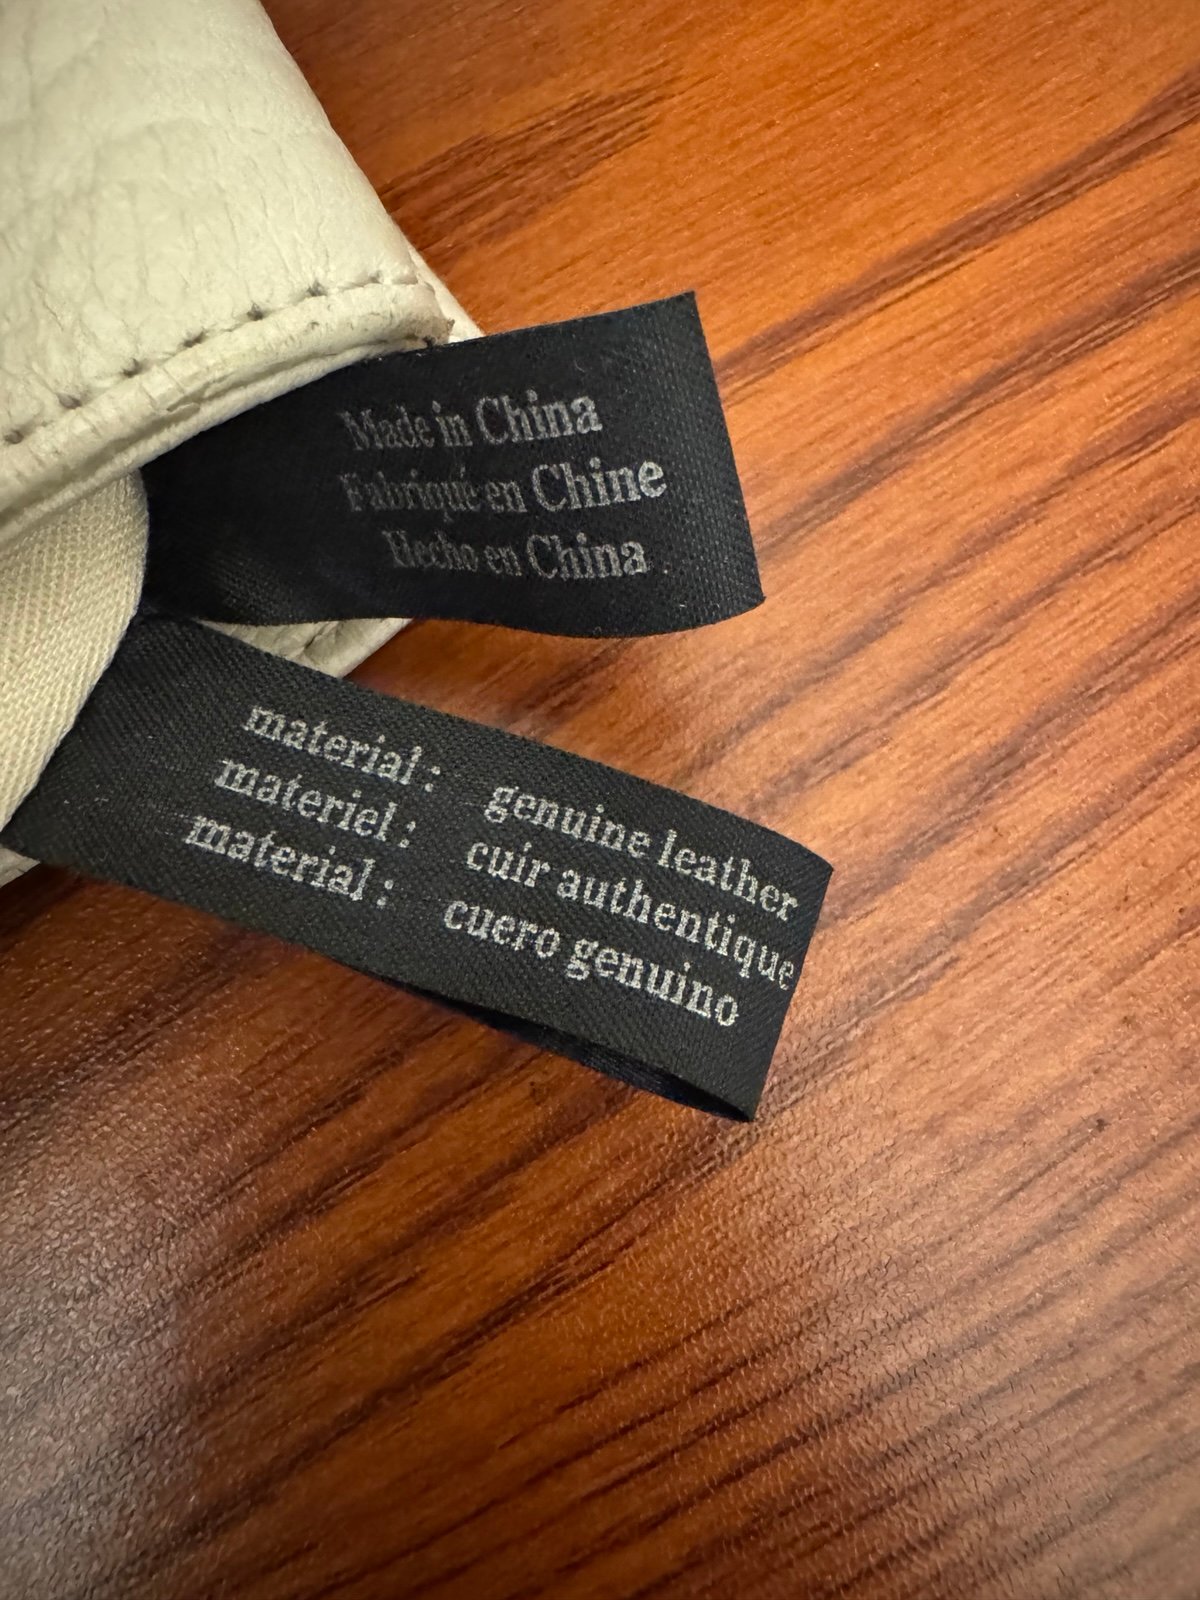 Made in China
Fabriqué en Chine
Hecho en China
material: genuine leather
materiel: cuir authentique
material: cuero genuino